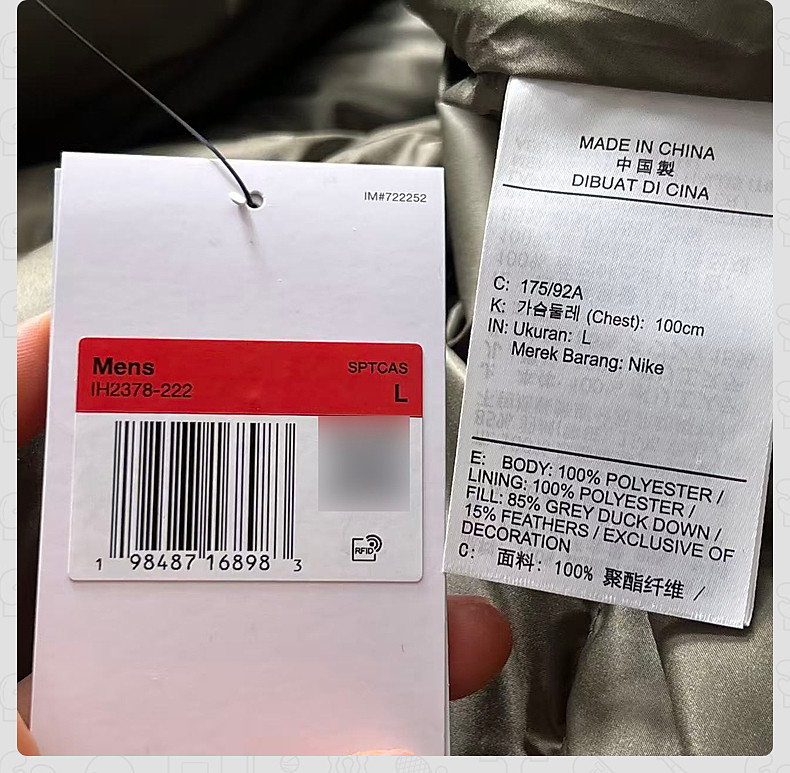 IM#722252
Mens
SPTCAS
IH2378-222
L
RFID
1 98487 16898 3
MADE IN CHINA
中国製
DIBUAT DI CINA
C: 175/92A
K: 가슴둘레 (Chest): 100cm
IN: Ukuran: L
Merek Barang: Nike
E: BODY: 100% POLYESTER /
LINING: 100% POLYESTER /
FILL: 85% GREY DUCK DOWN /
15% FEATHERS / EXCLUSIVE OF
DECORATION
C: 面料: 100% 聚酯纤维 /